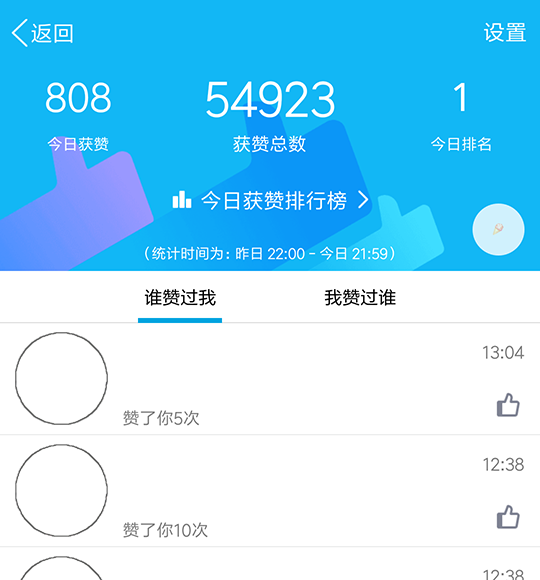 返回 设置
808 54923 1
今日获赞 获赞总数 今日排名
今日获赞排行榜
(统计时间为:昨日 22:00 - 今日 21:59)
谁赞过我 我赞过谁
13:04
赞了你5次
12:38
赞了你10次
12:38